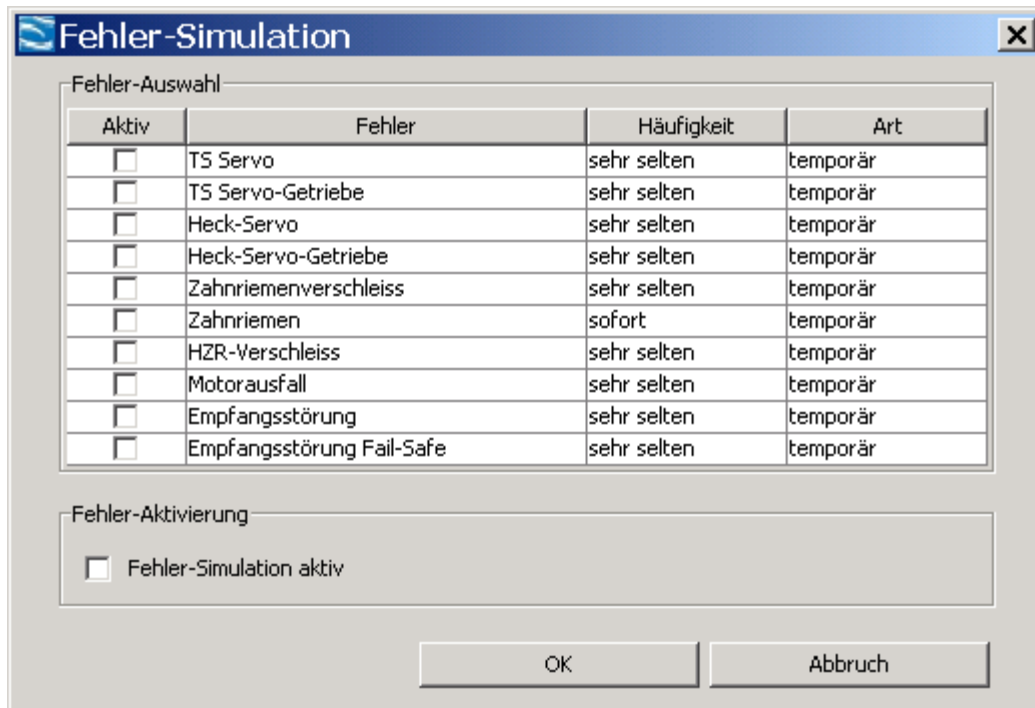 Fehler-Simulation
Fehler-Auswahl
Aktiv Fehler Häufigkeit Art
TS Servo sehr selten temporär
TS Servo-Getriebe sehr selten temporär
Heck-Servo sehr selten temporär
Heck-Servo-Getriebe sehr selten temporär
Zahnriemenverschleiss sehr selten temporär
Zahnriemen sofort temporär
HZR-Verschleiss sehr selten temporär
Motorausfall sehr selten temporär
Empfangsstörung sehr selten temporär
Empfangsstörung Fail-Safe sehr selten temporär
Fehler-Aktivierung
Fehler-Simulation aktiv
OK Abbruch